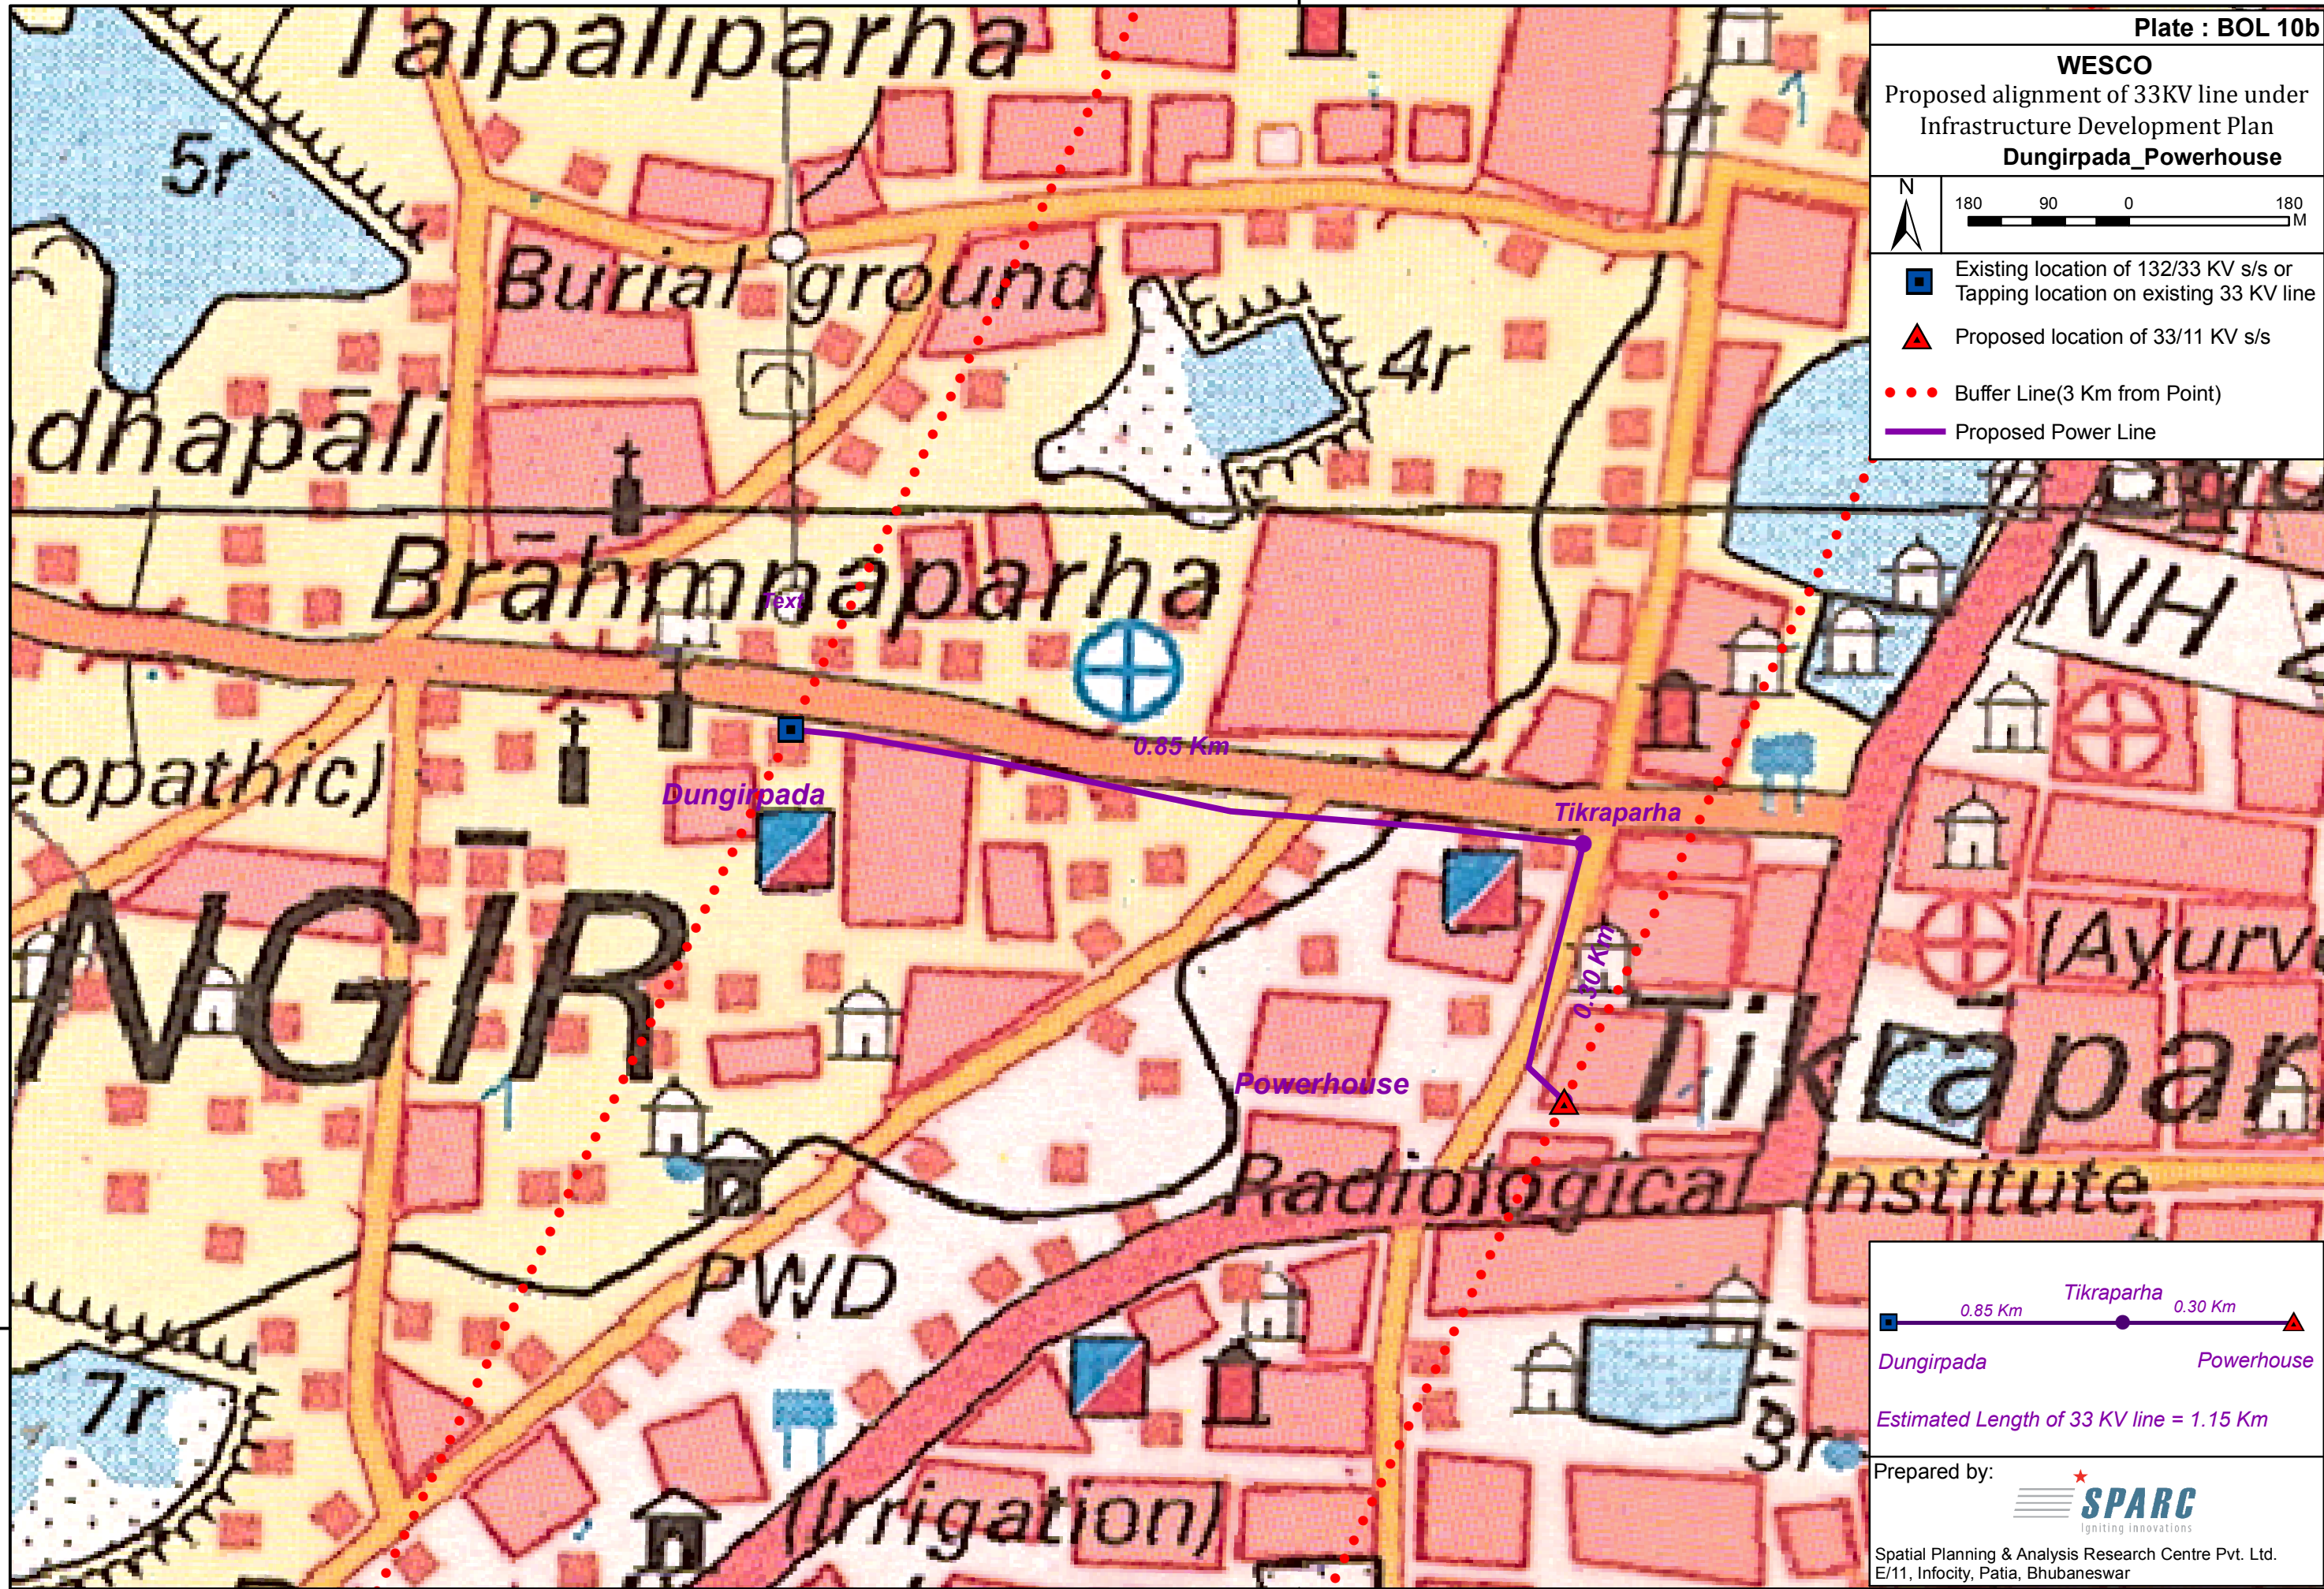 Talpaliparha
5r
Burial ground
4r
dhapāli
Brāhmnaparha
Text
NH 2
eopathic)
0.85 Km
Dungirpada
Tikraparha
NGIR
(Ayurv
0.30 Km
Tikrapar
Powerhouse
Radiological Institute
PWD
7r
3r
(Irrigation)
Plate : BOL 10b
WESCO
Proposed alignment of 33KV line under
Infrastructure Development Plan
Dungirpada_Powerhouse
N
180 90 0 180
M
Existing location of 132/33 KV s/s or
Tapping location on existing 33 KV line
Proposed location of 33/11 KV s/s
Buffer Line(3 Km from Point)
Proposed Power Line
Tikraparha
0.85 Km 0.30 Km
Dungirpada Powerhouse
Estimated Length of 33 KV line = 1.15 Km
Prepared by:
SPARC
Igniting innovations
Spatial Planning & Analysis Research Centre Pvt. Ltd.
E/11, Infocity, Patia, Bhubaneswar